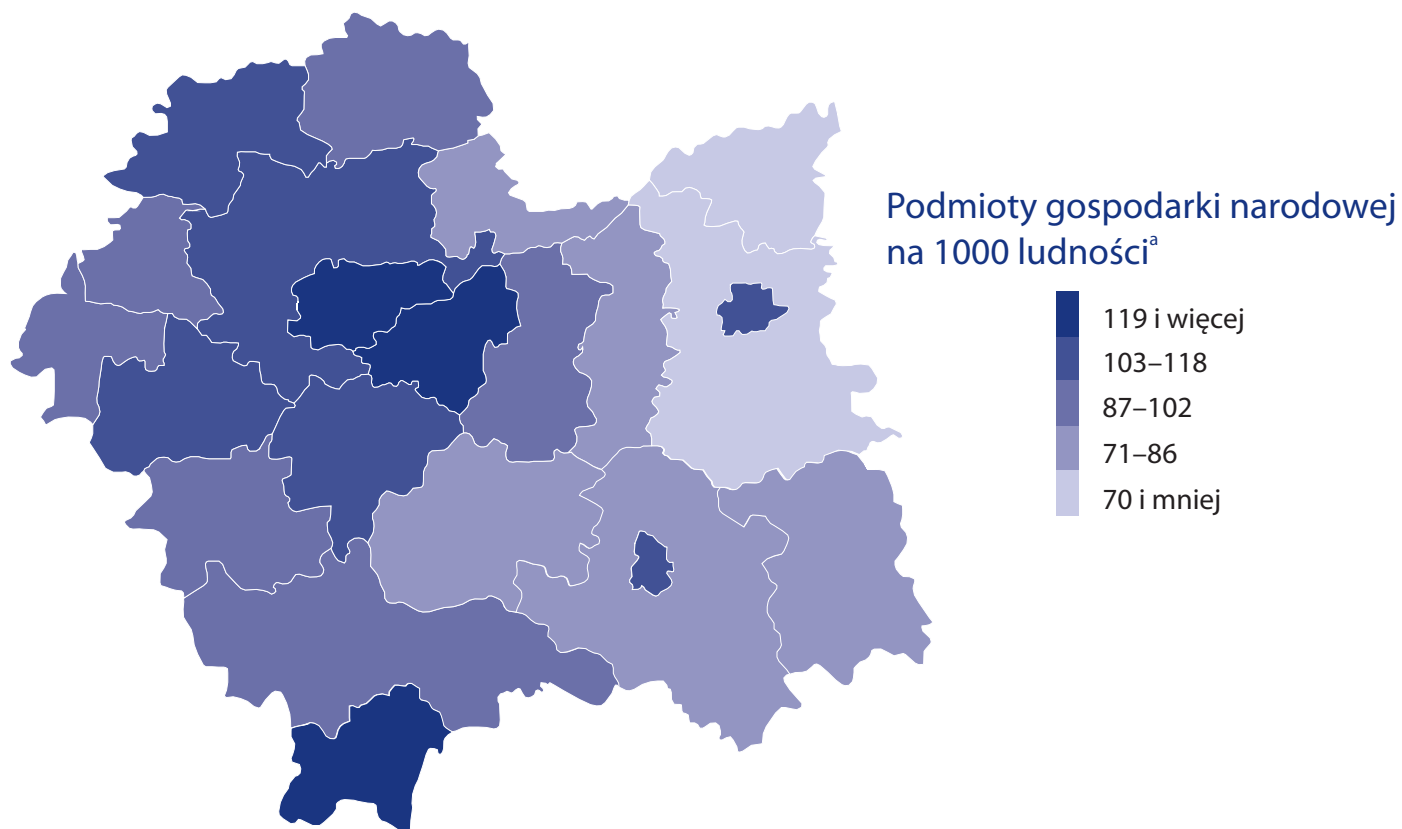 Podmioty gospodarki narodowej
na 1000 ludnościᵃ
119 i więcej
103–118
87–102
71–86
70 i mniej